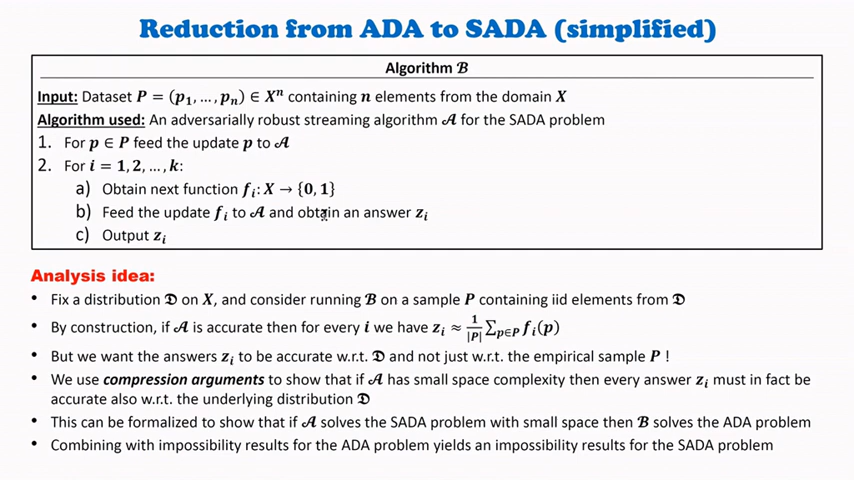 Reduction from ADA to SADA (simplified)
Algorithm ℬ
Input: Dataset P = (p₁, …, pₙ) ∈ Xⁿ containing n elements from the domain X
Algorithm used: An adversarially robust streaming algorithm 𝒜 for the SADA problem
1. For p ∈ P feed the update p to 𝒜
2. For i = 1, 2, …, k:
a) Obtain next function fᵢ: X → {0, 1}
b) Feed the update fᵢ to 𝒜 and obtain an answer zᵢ
c) Output zᵢ
Analysis idea:
• Fix a distribution 𝔇 on X, and consider running ℬ on a sample P containing iid elements from 𝔇
• By construction, if 𝒜 is accurate then for every i we have zᵢ ≈ 1/|P| ∑p∈P fᵢ(p)
• But we want the answers zᵢ to be accurate w.r.t. 𝔇 and not just w.r.t. the empirical sample P !
• We use compression arguments to show that if 𝒜 has small space complexity then every answer zᵢ must in fact be
accurate also w.r.t. the underlying distribution 𝔇
• This can be formalized to show that if 𝒜 solves the SADA problem with small space then ℬ solves the ADA problem
• Combining with impossibility results for the ADA problem yields an impossibility results for the SADA problem